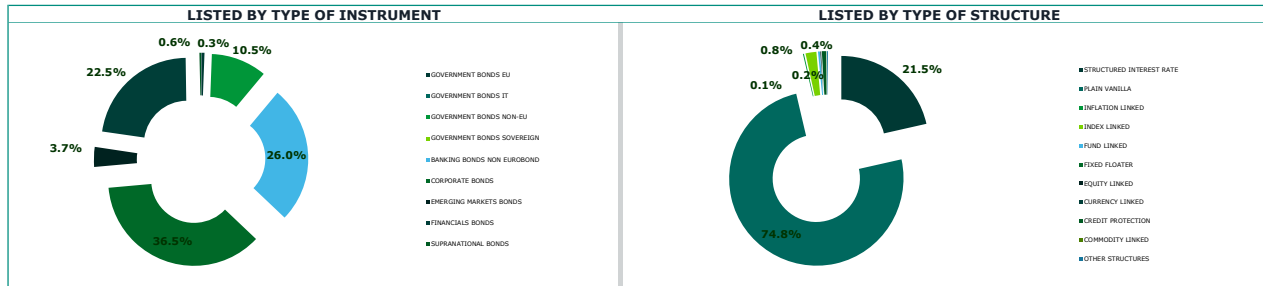 LISTED BY TYPE OF INSTRUMENT
0.6%
0.3%
10.5%
22.5%
26.0%
3.7%
36.5%
GOVERNMENT BONDS EU
GOVERNMENT BONDS IT
GOVERNMENT BONDS NON-EU
GOVERNMENT BONDS SOVEREIGN
BANKING BONDS NON EUROBOND
CORPORATE BONDS
EMERGING MARKETS BONDS
FINANCIALS BONDS
SUPRANATIONAL BONDS
LISTED BY TYPE OF STRUCTURE
0.8%
0.4%
21.5%
0.2%
0.1%
74.8%
STRUCTURED INTEREST RATE
PLAIN VANILLA
INFLATION LINKED
INDEX LINKED
FUND LINKED
FIXED FLOATER
EQUITY LINKED
CURRENCY LINKED
CREDIT PROTECTION
COMMODITY LINKED
OTHER STRUCTURES